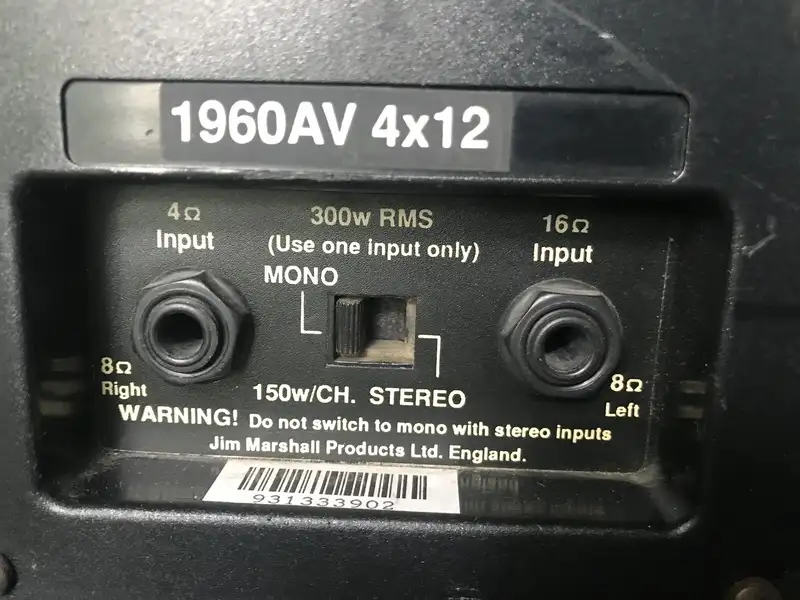 1960AV 4x12
4Ω 300w RMS 16Ω
Input (Use one input only) Input
MONO
8Ω 8Ω
Right 150w/CH. STEREO Left
WARNING! Do not switch to mono with stereo inputs
Jim Marshall Products Ltd. England.
931333902